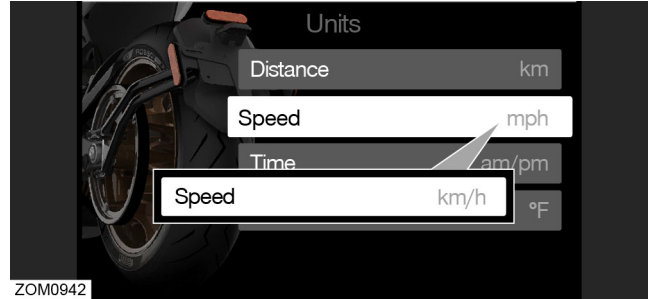 Units
Distance km
Speed mph
Time am/pm
Speed km/h
°F
ZOM0942